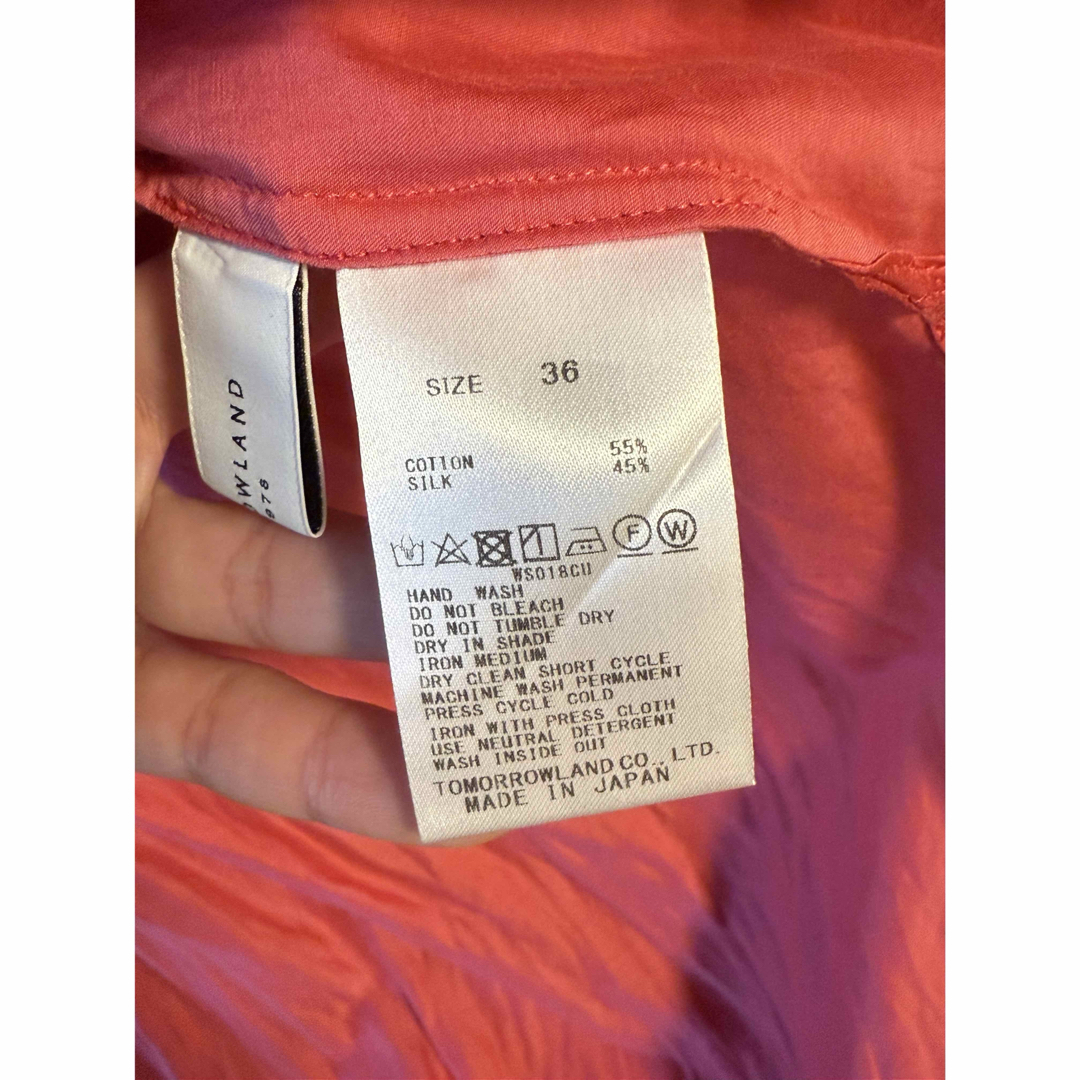 SIZE 36
COTTON 55%
SILK 45%
F W
WS018CU
HAND WASH
DO NOT BLEACH
DO NOT TUMBLE DRY
DRY IN SHADE
IRON MEDIUM
DRY CLEAN SHORT CYCLE
MACHINE WASH PERMANENT
PRESS CYCLE COLD
IRON WITH PRESS CLOTH
USE NEUTRAL DETERGENT
WASH INSIDE OUT
TOMORROWLAND CO., LTD.
MADE IN JAPAN
OWLAND
978